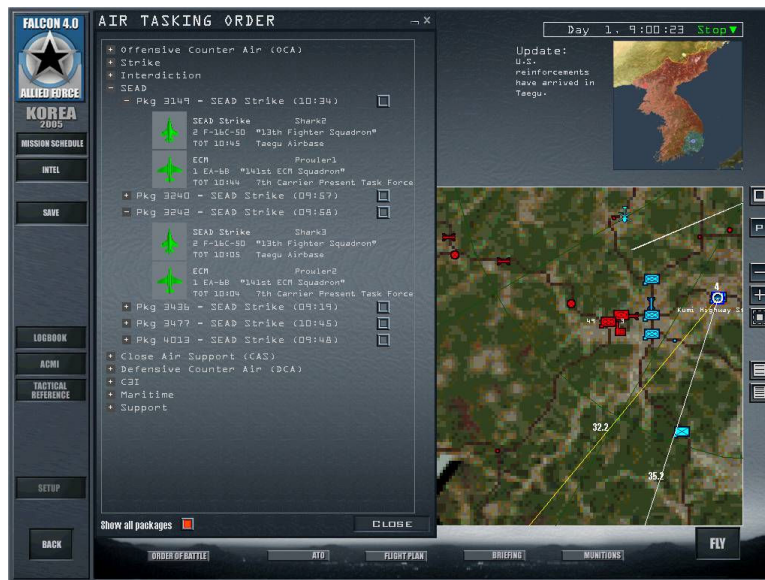 FALCON 4.0
ALLIED FORCE
KOREA
2005
MISSION SCHEDULE
INTEL
SAVE
LOGBOOK
ACMI
TACTICAL
REFERENCE
SETUP
BACK
AIR TASKING ORDER
Offensive Counter Air (OCA)
Strike
Interdiction
SEAD
Pkg 3149 - SEAD Strike (10:34)
SEAD Strike Shark2
2 F-16C-50 "13th Fighter Squadron"
TOT 10:45 Taegu Airbase
ECM Prowler1
1 EA-6B "141st ECM Squadron"
TOT 10:44 7th Carrier Present Task Force
Pkg 3240 - SEAD Strike (09:57)
Pkg 3242 - SEAD Strike (09:58)
SEAD Strike Shark3
2 F-16C-50 "13th Fighter Squadron"
TOT 10:05 Taegu Airbase
ECM Prowler2
1 EA-6B "141st ECM Squadron"
TOT 10:04 7th Carrier Present Task Force
Pkg 3436 - SEAD Strike (09:19)
Pkg 3477 - SEAD Strike (10:45)
Pkg 4013 - SEAD Strike (09:48)
Close Air Support (CAS)
Defensive Counter Air (DCA)
C3I
Maritime
Support
Show all packages
CLOSE
Day 1, 9:00:23 Stop
Update:
U.S.
reinforcements
have arrived in
Taegu.
P
4
Kumi Highway
32.2
35.2
ORDER OF BATTLE
ATO
FLIGHT PLAN
BRIEFING
MUNITIONS
FLY